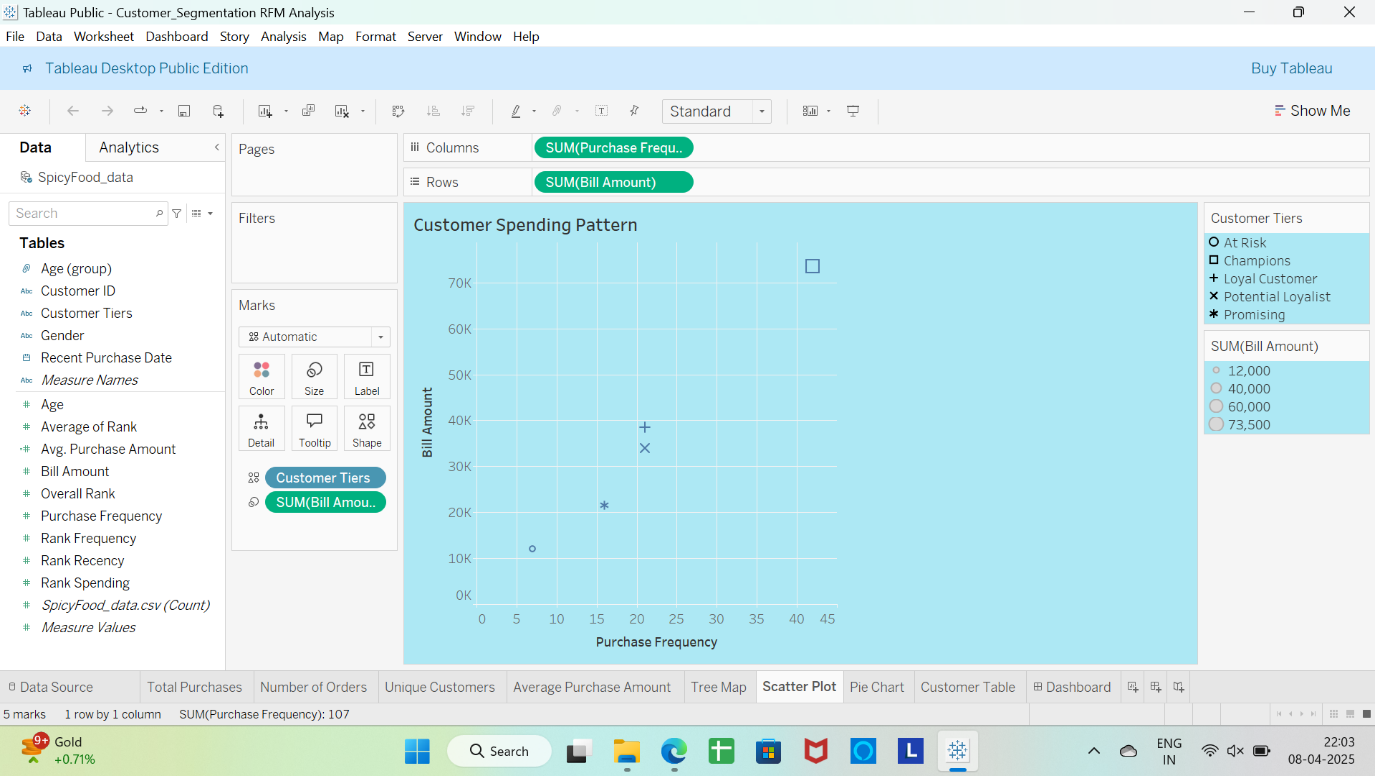 Tableau Public - Customer_Segmentation RFM Analysis
File Data Worksheet Dashboard Story Analysis Map Format Server Window Help
Tableau Desktop Public Edition Buy Tableau
Standard Show Me
Data Analytics
SpicyFood_data
Search
Tables
Age (group)
Abc Customer ID
Abc Customer Tiers
Abc Gender
Recent Purchase Date
Abc Measure Names
# Age
# Average of Rank
# Avg. Purchase Amount
# Bill Amount
# Overall Rank
# Purchase Frequency
# Rank Frequency
# Rank Recency
# Rank Spending
# SpicyFood_data.csv (Count)
# Measure Values
Pages
Filters
Marks
Automatic
Color Size Label
Detail Tooltip Shape
Customer Tiers
SUM(Bill Amou..
Columns SUM(Purchase Frequ..
Rows SUM(Bill Amount)
Customer Spending Pattern
Bill Amount
70K
60K
50K
40K
30K
20K
10K
0K
0 5 10 15 20 25 30 35 40 45
Purchase Frequency
Customer Tiers
At Risk
Champions
Loyal Customer
Potential Loyalist
Promising
SUM(Bill Amount)
12,000
40,000
60,000
73,500
Data Source Total Purchases Number of Orders Unique Customers Average Purchase Amount Tree Map Scatter Plot Pie Chart Customer Table Dashboard
5 marks 1 row by 1 column SUM(Purchase Frequency): 107
9+ Gold
+0.71%
Search
L
ENG
IN
22:03
08-04-2025